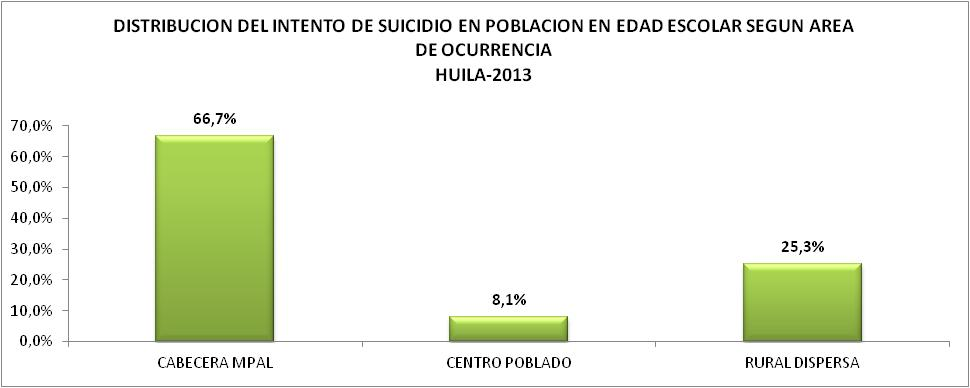 DISTRIBUCION DEL INTENTO DE SUICIDIO EN POBLACION EN EDAD ESCOLAR SEGUN AREA
DE OCURRENCIA
HUILA-2013
70,0%
60,0%
50,0%
40,0%
30,0%
20,0%
10,0%
0,0%
66,7%
8,1%
25,3%
CABECERA MPAL
CENTRO POBLADO
RURAL DISPERSA